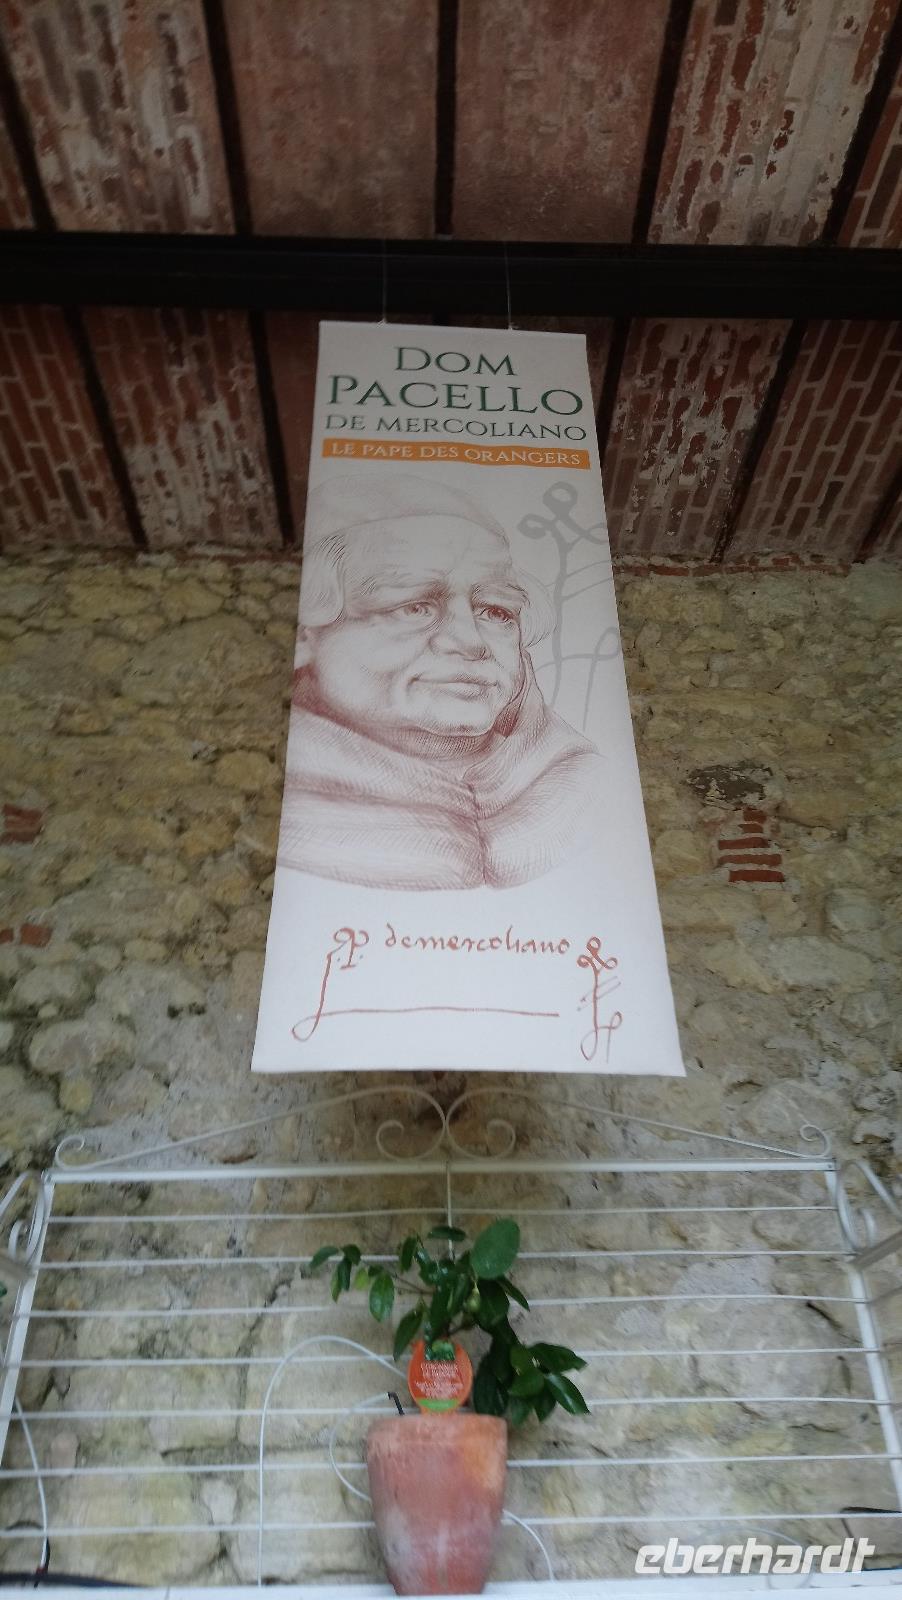 DOM
PACELLO
DE MERCOLIANO
LE PAPE DES ORANGERS
P. demercoliano
eberhardt